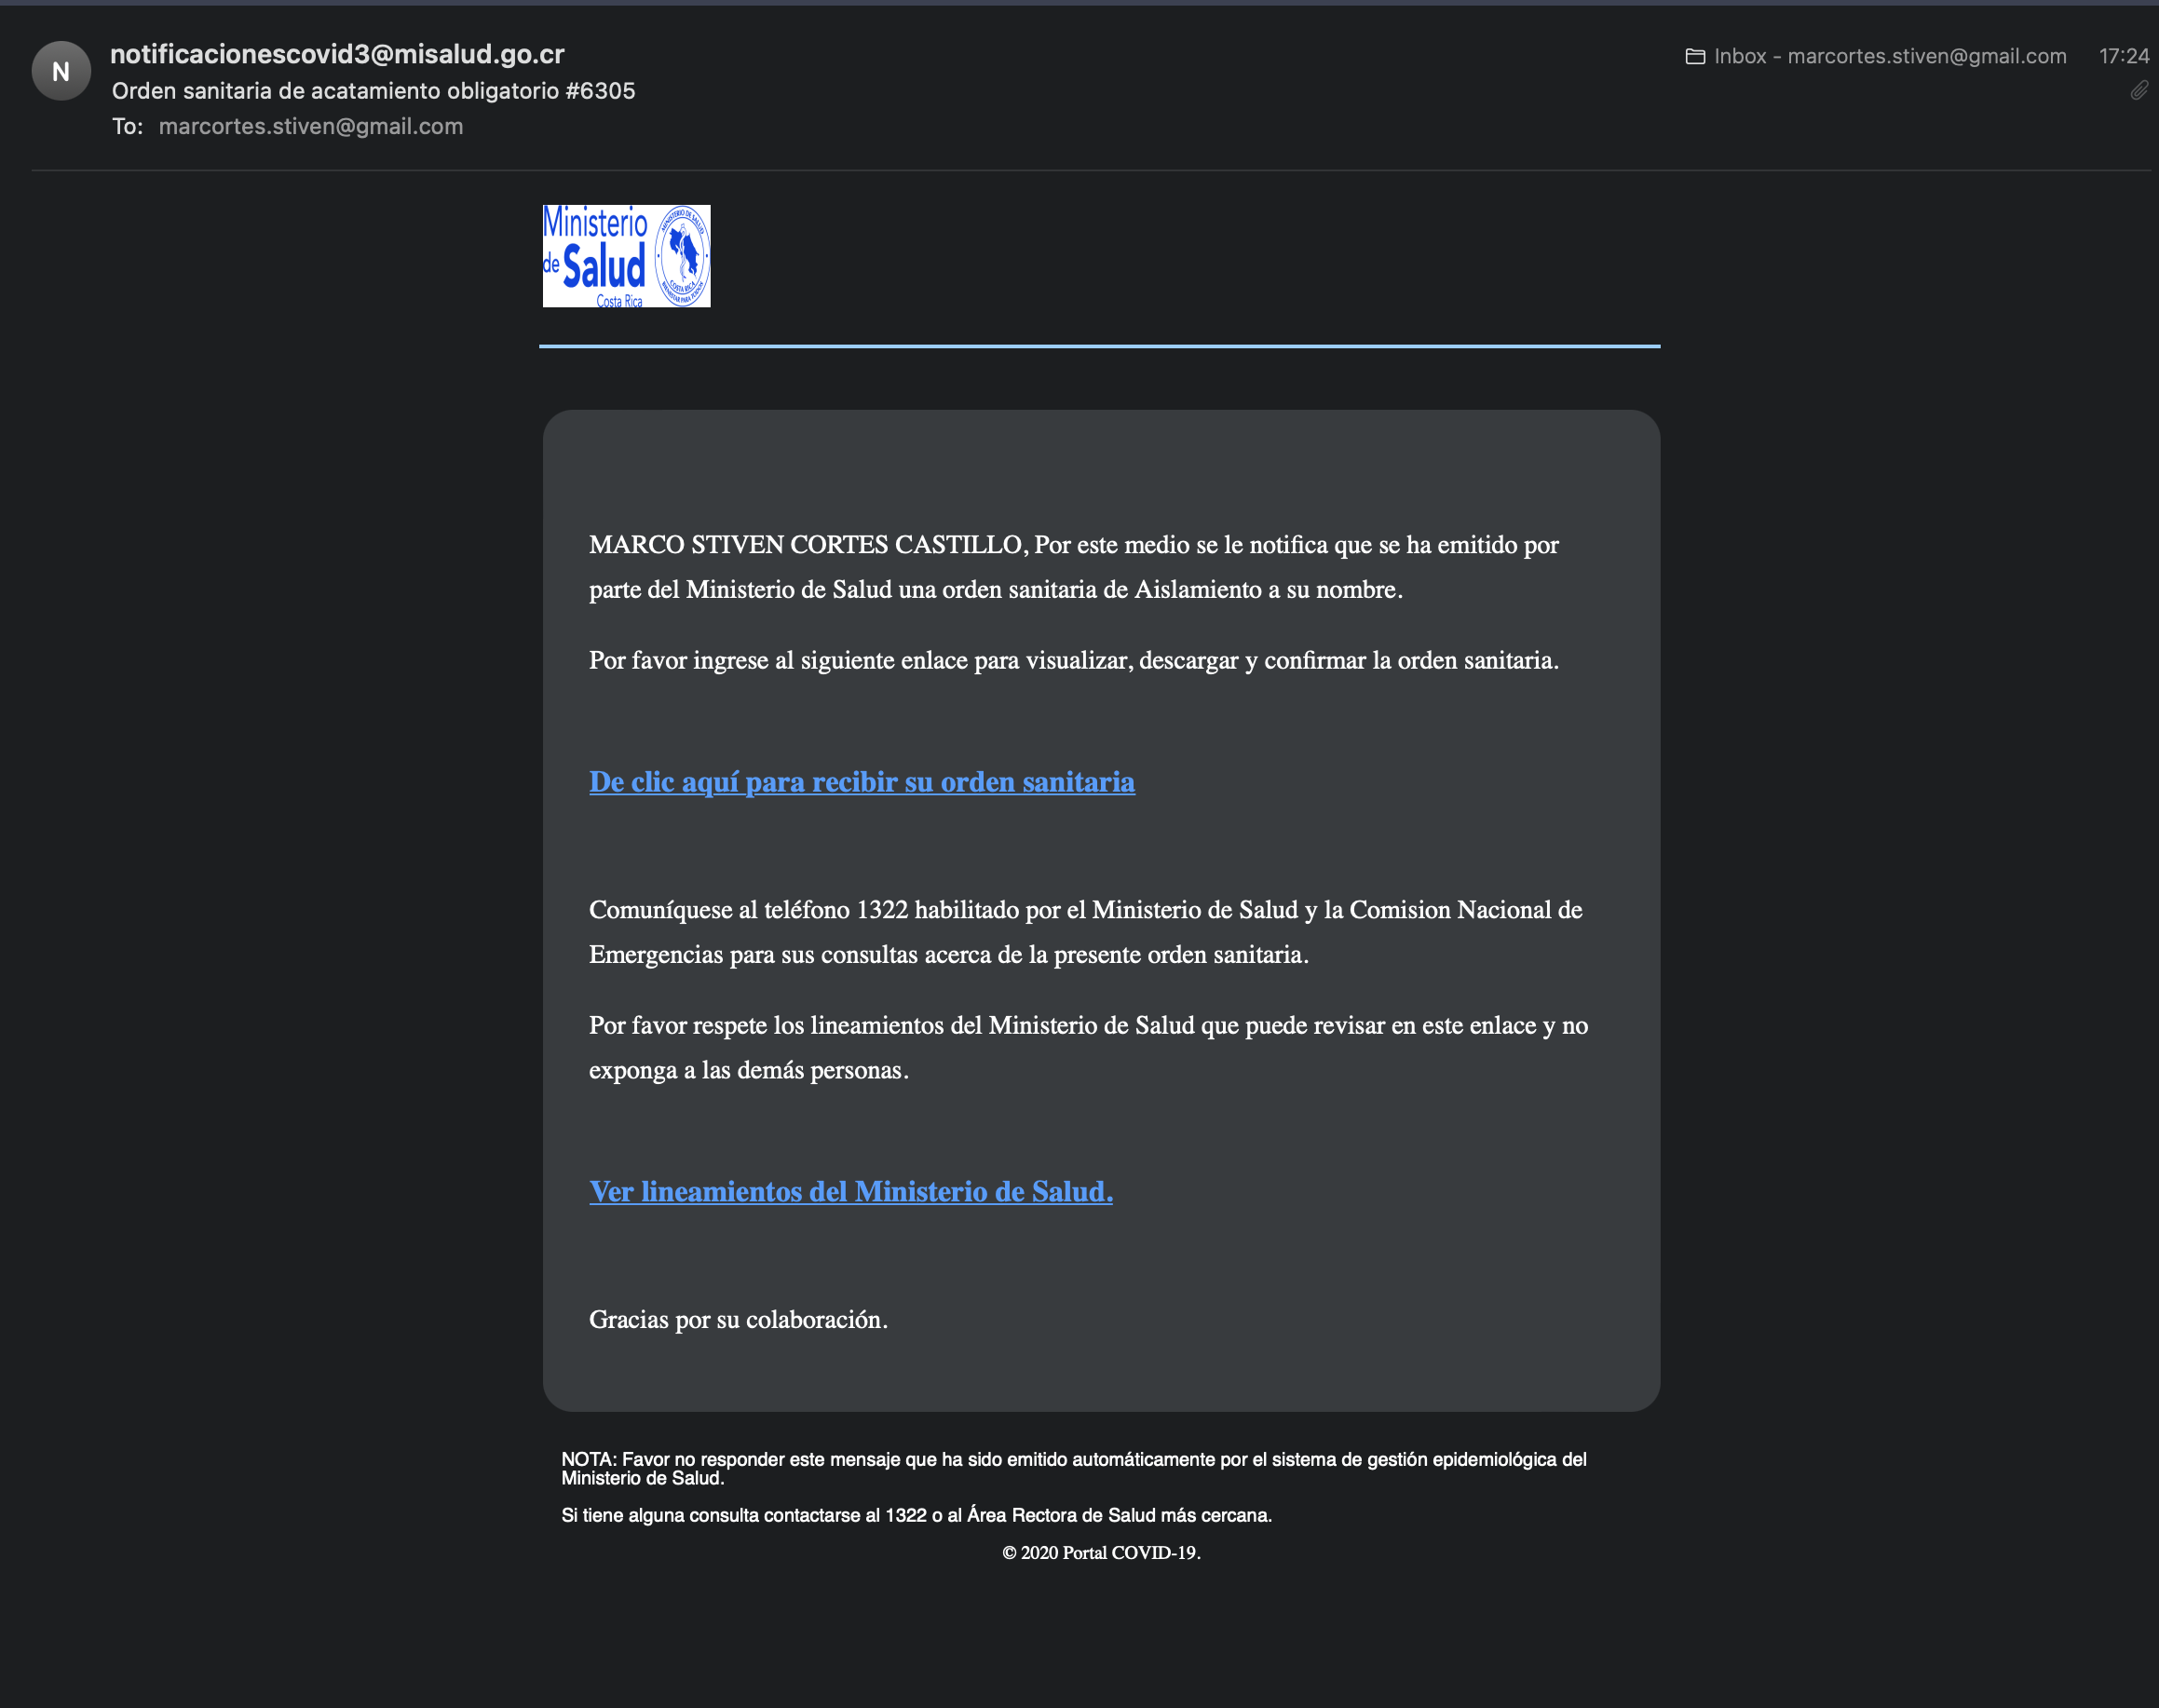 N
notificacionescovid3@misalud.go.cr
Inbox - marcortes.stiven@gmail.com 17:24
Orden sanitaria de acatamiento obligatorio #6305
To: marcortes.stiven@gmail.com
Ministerio
de Salud
Costa Rica
MINISTERIO DE SALUD
COSTA RICA
MARCO STIVEN CORTES CASTILLO, Por este medio se le notifica que se ha emitido por
parte del Ministerio de Salud una orden sanitaria de Aislamiento a su nombre.
Por favor ingrese al siguiente enlace para visualizar, descargar y confirmar la orden sanitaria.
De clic aquí para recibir su orden sanitaria
Comuníquese al teléfono 1322 habilitado por el Ministerio de Salud y la Comision Nacional de
Emergencias para sus consultas acerca de la presente orden sanitaria.
Por favor respete los lineamientos del Ministerio de Salud que puede revisar en este enlace y no
exponga a las demás personas.
Ver lineamientos del Ministerio de Salud.
Gracias por su colaboración.
NOTA: Favor no responder este mensaje que ha sido emitido automáticamente por el sistema de gestión epidemiológica del
Ministerio de Salud.
Si tiene alguna consulta contactarse al 1322 o al Área Rectora de Salud más cercana.
© 2020 Portal COVID-19.